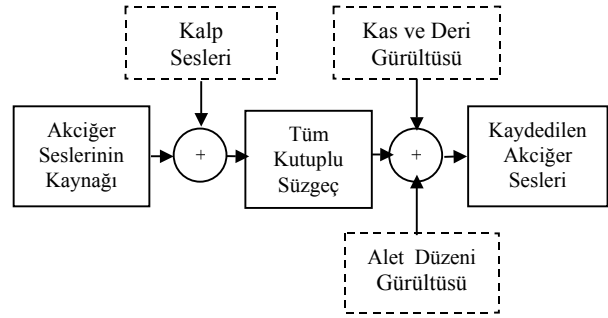 Kalp
Sesleri
Kas ve Deri
Gürültüsü
Akciğer
Seslerinin
Kaynağı
+
Tüm
Kutuplu
Süzgeç
+
Kaydedilen
Akciğer
Sesleri
Alet Düzeni
Gürültüsü